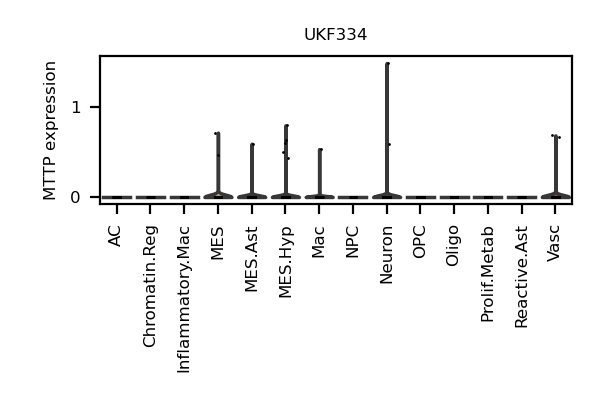 UKF334
MTTP expression
1
0
AC
Chromatin.Reg
Inflammatory.Mac
MES
MES.Ast
MES.Hyp
Mac
NPC
Neuron
OPC
Oligo
Prolif.Metab
Reactive.Ast
Vasc